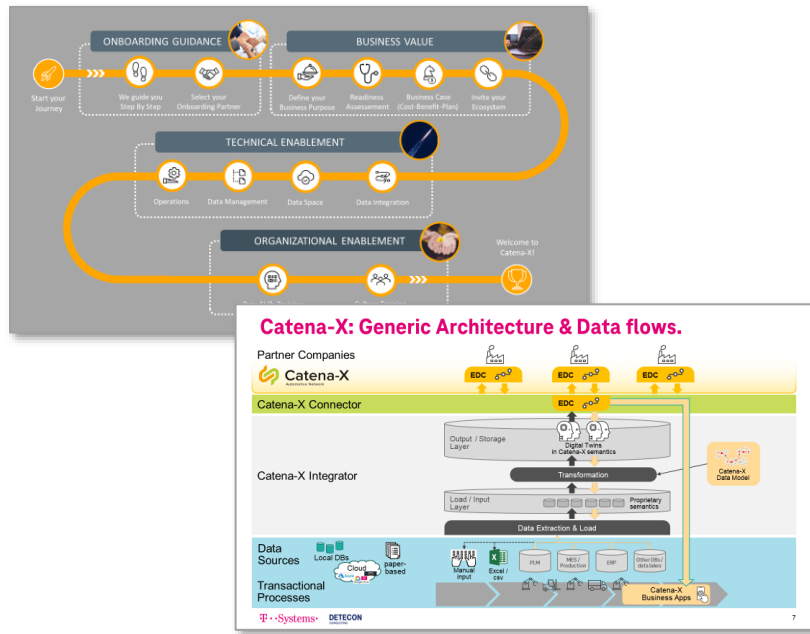 ONBOARDING GUIDANCE
BUSINESS VALUE
Start your
Journey
We guide you
Step By Step
Select your
Onboarding Partner
Define your
Business Purpose
Readiness
Assessment
Business Case
(Cost-Benefit-Plan)
Invite your
Ecosystem
TECHNICAL ENABLEMENT
Operations
Data Management
Data Space
Data Integration
ORGANIZATIONAL ENABLEMENT
Welcome to
Catena-X!
Catena-X: Generic Architecture & Data flows.
Partner Companies
Catena-X
Automotive Network
EDC
EDC
EDC
Catena-X Connector
EDC
Output / Storage
Layer
Digital Twins
in Catena-X semantics
Catena-X Integrator
Transformation
Catena-X
Data Model
Load / Input
Layer
Proprietary
semantics
Data Extraction & Load
Data
Sources
Local DBs
Cloud
paper-
based
Manual
input
Excel /
csv
PLM
MES /
Production
ERP
Other DBs /
data lakes
Transactional
Processes
Catena-X
Business Apps
T··Systems·
DETECON
CONSULTING
7